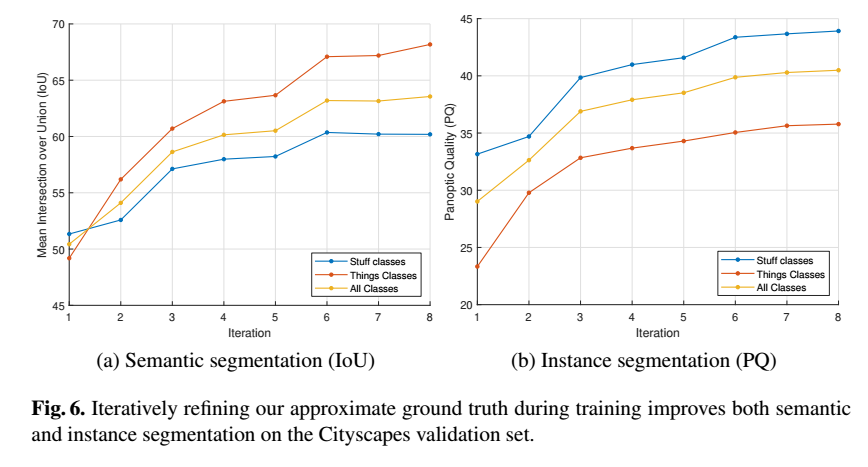 70
65
60
55
50
45
Mean Intersection over Union (IoU)
1 2 3 4 5 6 7 8
Iteration
Stuff classes
Things Classes
All Classes
(a) Semantic segmentation (IoU)
45
40
35
30
25
20
Panoptic Quality (PQ)
1 2 3 4 5 6 7 8
Iteration
Stuff classes
Things Classes
All Classes
(b) Instance segmentation (PQ)
Fig. 6. Iteratively refining our approximate ground truth during training improves both semantic
and instance segmentation on the Cityscapes validation set.